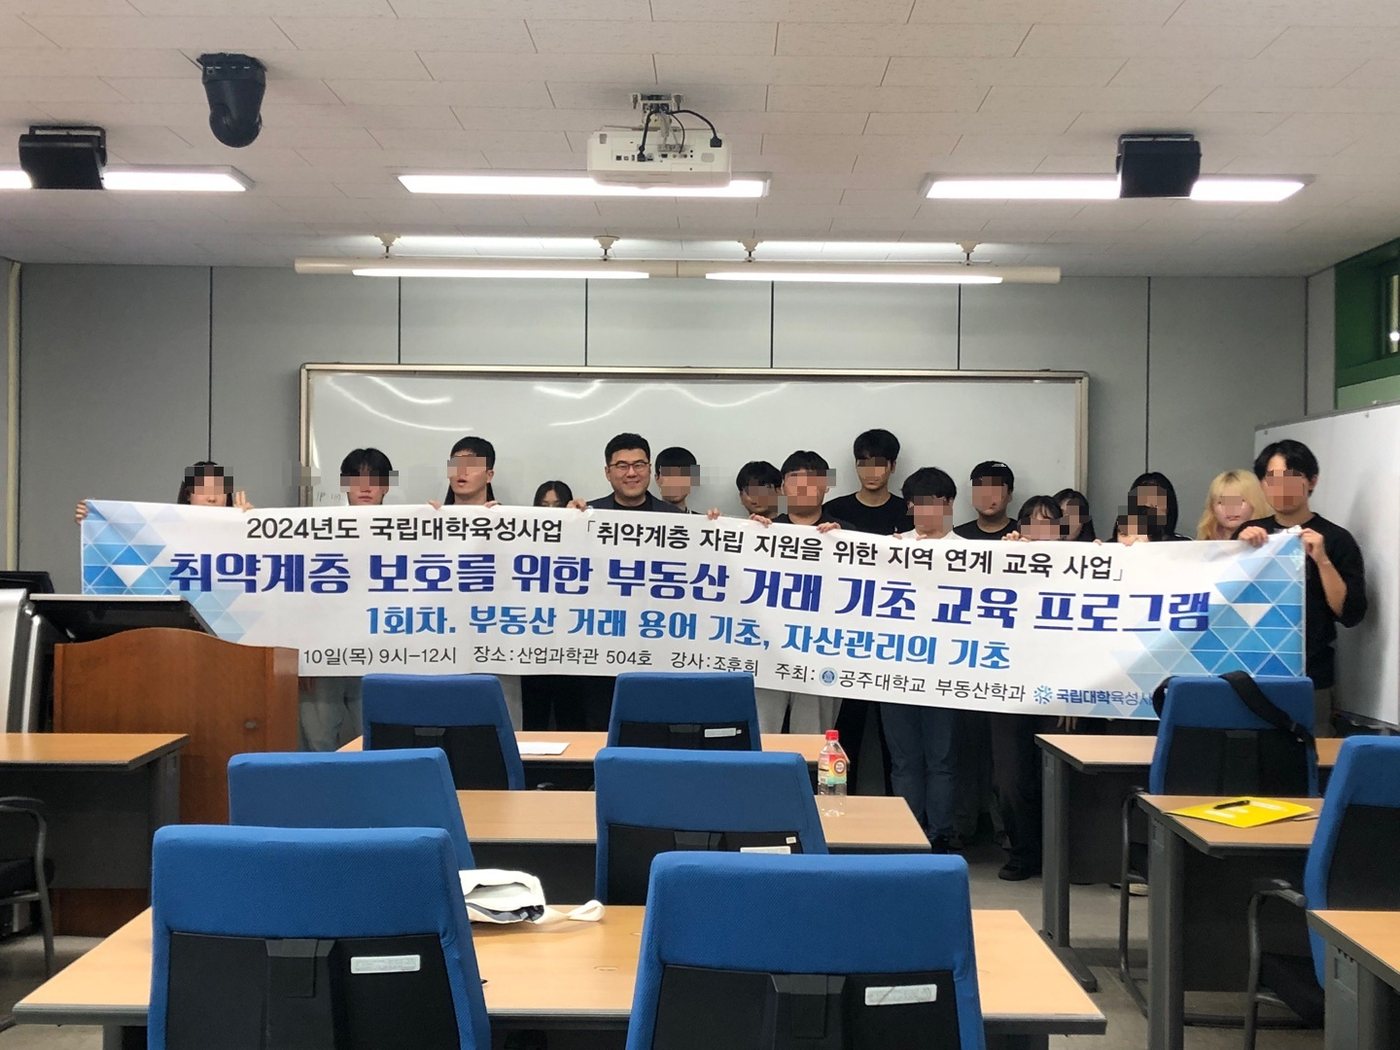 2024년도 국립대학육성사업 「취약계층 자립 지원을 위한 지역 연계 교육 사업」
취약계층 보호를 위한 부동산 거래 기초 교육 프로그램
1회차. 부동산 거래 용어 기초, 자산관리의 기초
10일(목) 9시-12시 장소:산업과학관 504호 강사:조훈희 주최: 공주대학교 부동산학과 국립대학육성사